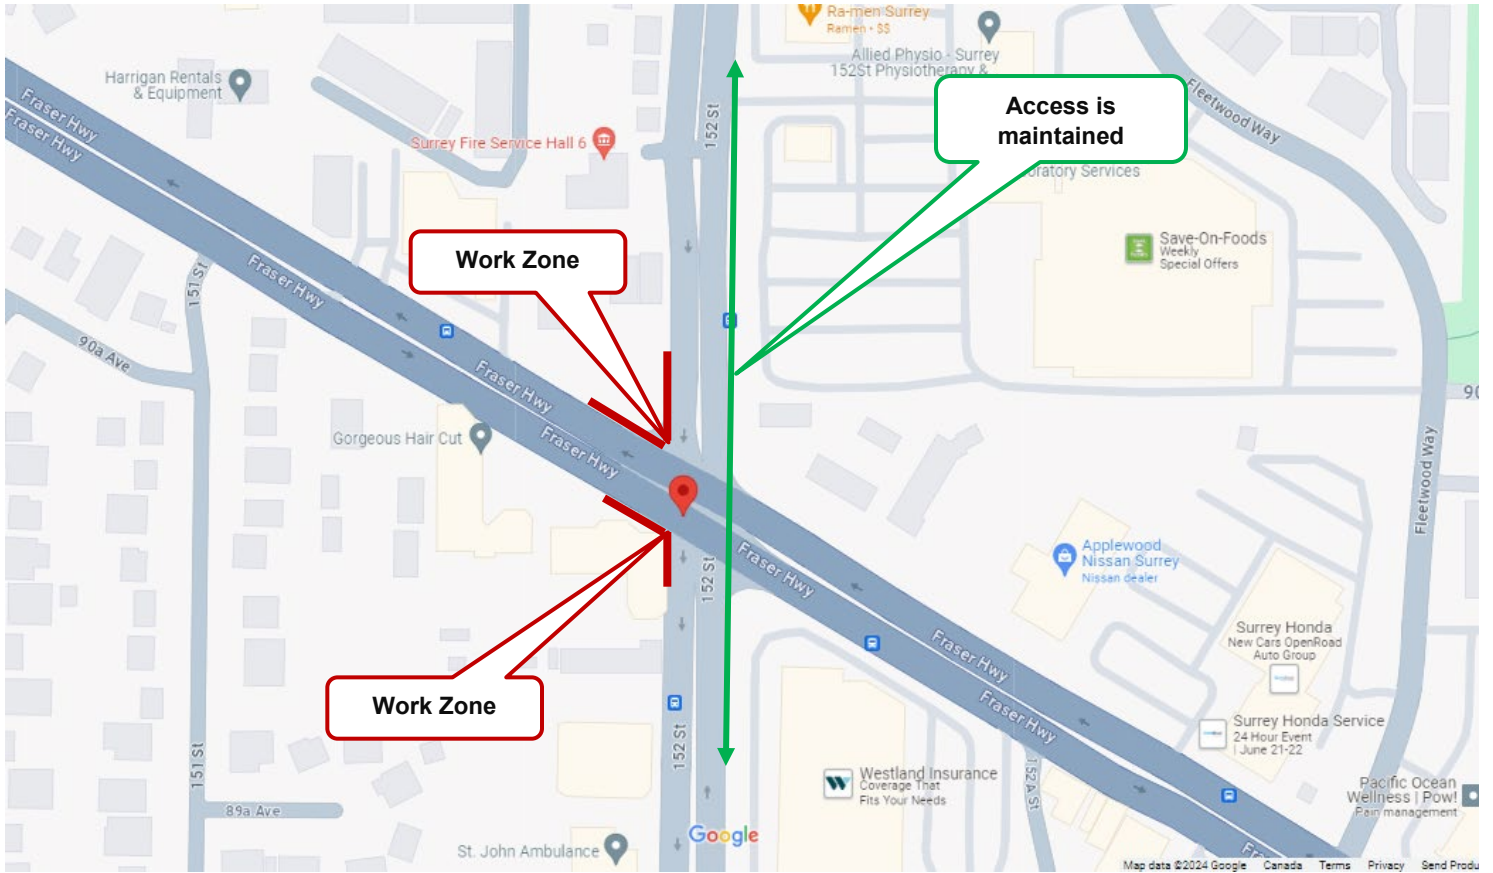 Ra-men Surrey
Ramen • $$
Allied Physio - Surrey
152St Physiotherapy &
Harrigan Rentals
& Equipment
Fraser Hwy
Fraser Hwy
Surrey Fire Service Hall 6
152 St
Access is
maintained
Fleetwood Way
oratory Services
Work Zone
Save-On-Foods
Weekly
Special Offers
151 St
Fraser Hwy
90a Ave
Fraser Hwy
90
Gorgeous Hair Cut
Fraser Hwy
Fleetwood Way
Fraser Hwy
152 St
Applewood
Nissan Surrey
Nissan dealer
Fraser Hwy
Surrey Honda
New Cars OpenRoad
Auto Group
Work Zone
Fraser Hwy
Surrey Honda Service
24 Hour Event
| June 21-22
152 St
151 St
152A St
Westland Insurance
Coverage That
Fits Your Needs
Pacific Ocean
Wellness | Pow!
Pain management
89a Ave
Google
St. John Ambulance
Fra
Map data ©2024 Google Canada Terms Privacy Send Produ